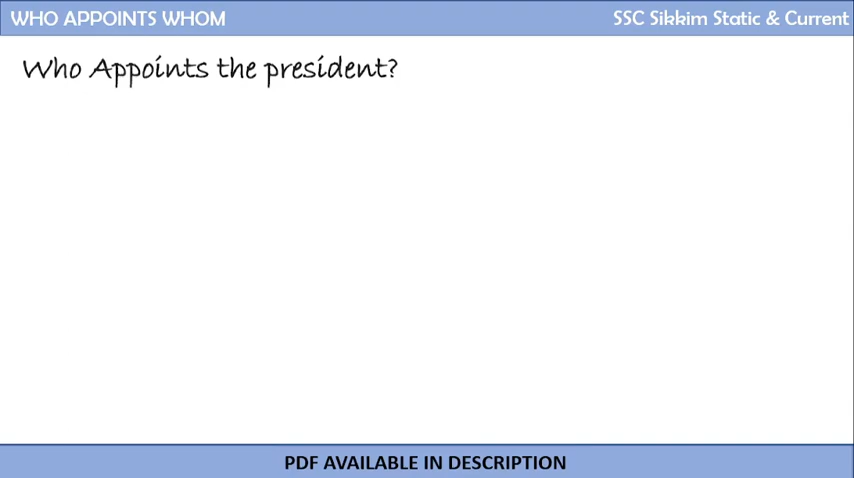 WHO APPOINTS WHOM
SSC Sikkim Static & Current
Who Appoints the president?
PDF AVAILABLE IN DESCRIPTION